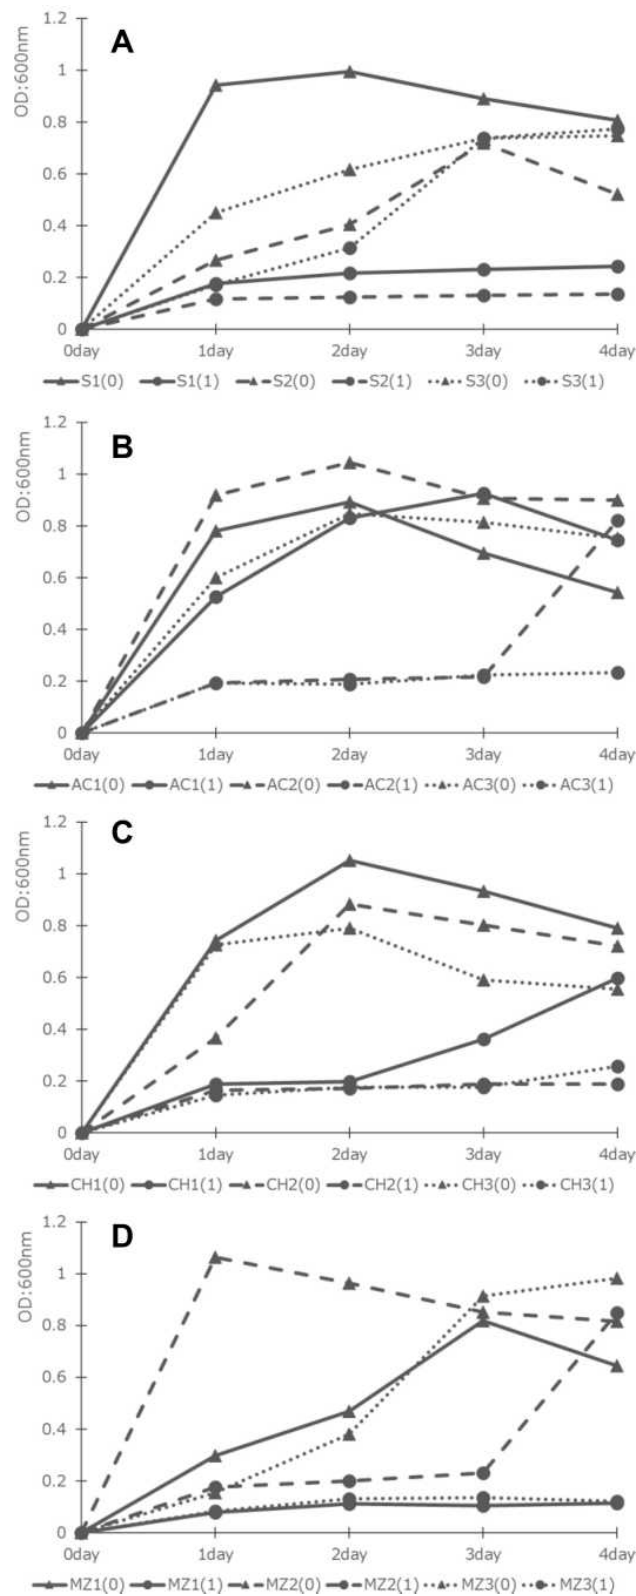 A
OD:600nm
1.2
1
0.8
0.6
0.4
0.2
0
0day 1day 2day 3day 4day
S1(0) S1(1) S2(0) S2(1) S3(0) S3(1)
B
OD:600nm
1.2
1
0.8
0.6
0.4
0.2
0
0day 1day 2day 3day 4day
AC1(0) AC1(1) AC2(0) AC2(1) AC3(0) AC3(1)
C
OD:600nm
1.2
1
0.8
0.6
0.4
0.2
0
0day 1day 2day 3day 4day
CH1(0) CH1(1) CH2(0) CH2(1) CH3(0) CH3(1)
D
OD:600nm
1.2
1
0.8
0.6
0.4
0.2
0
0day 1day 2day 3day 4day
MZ1(0) MZ1(1) MZ2(0) MZ2(1) MZ3(0) MZ3(1)